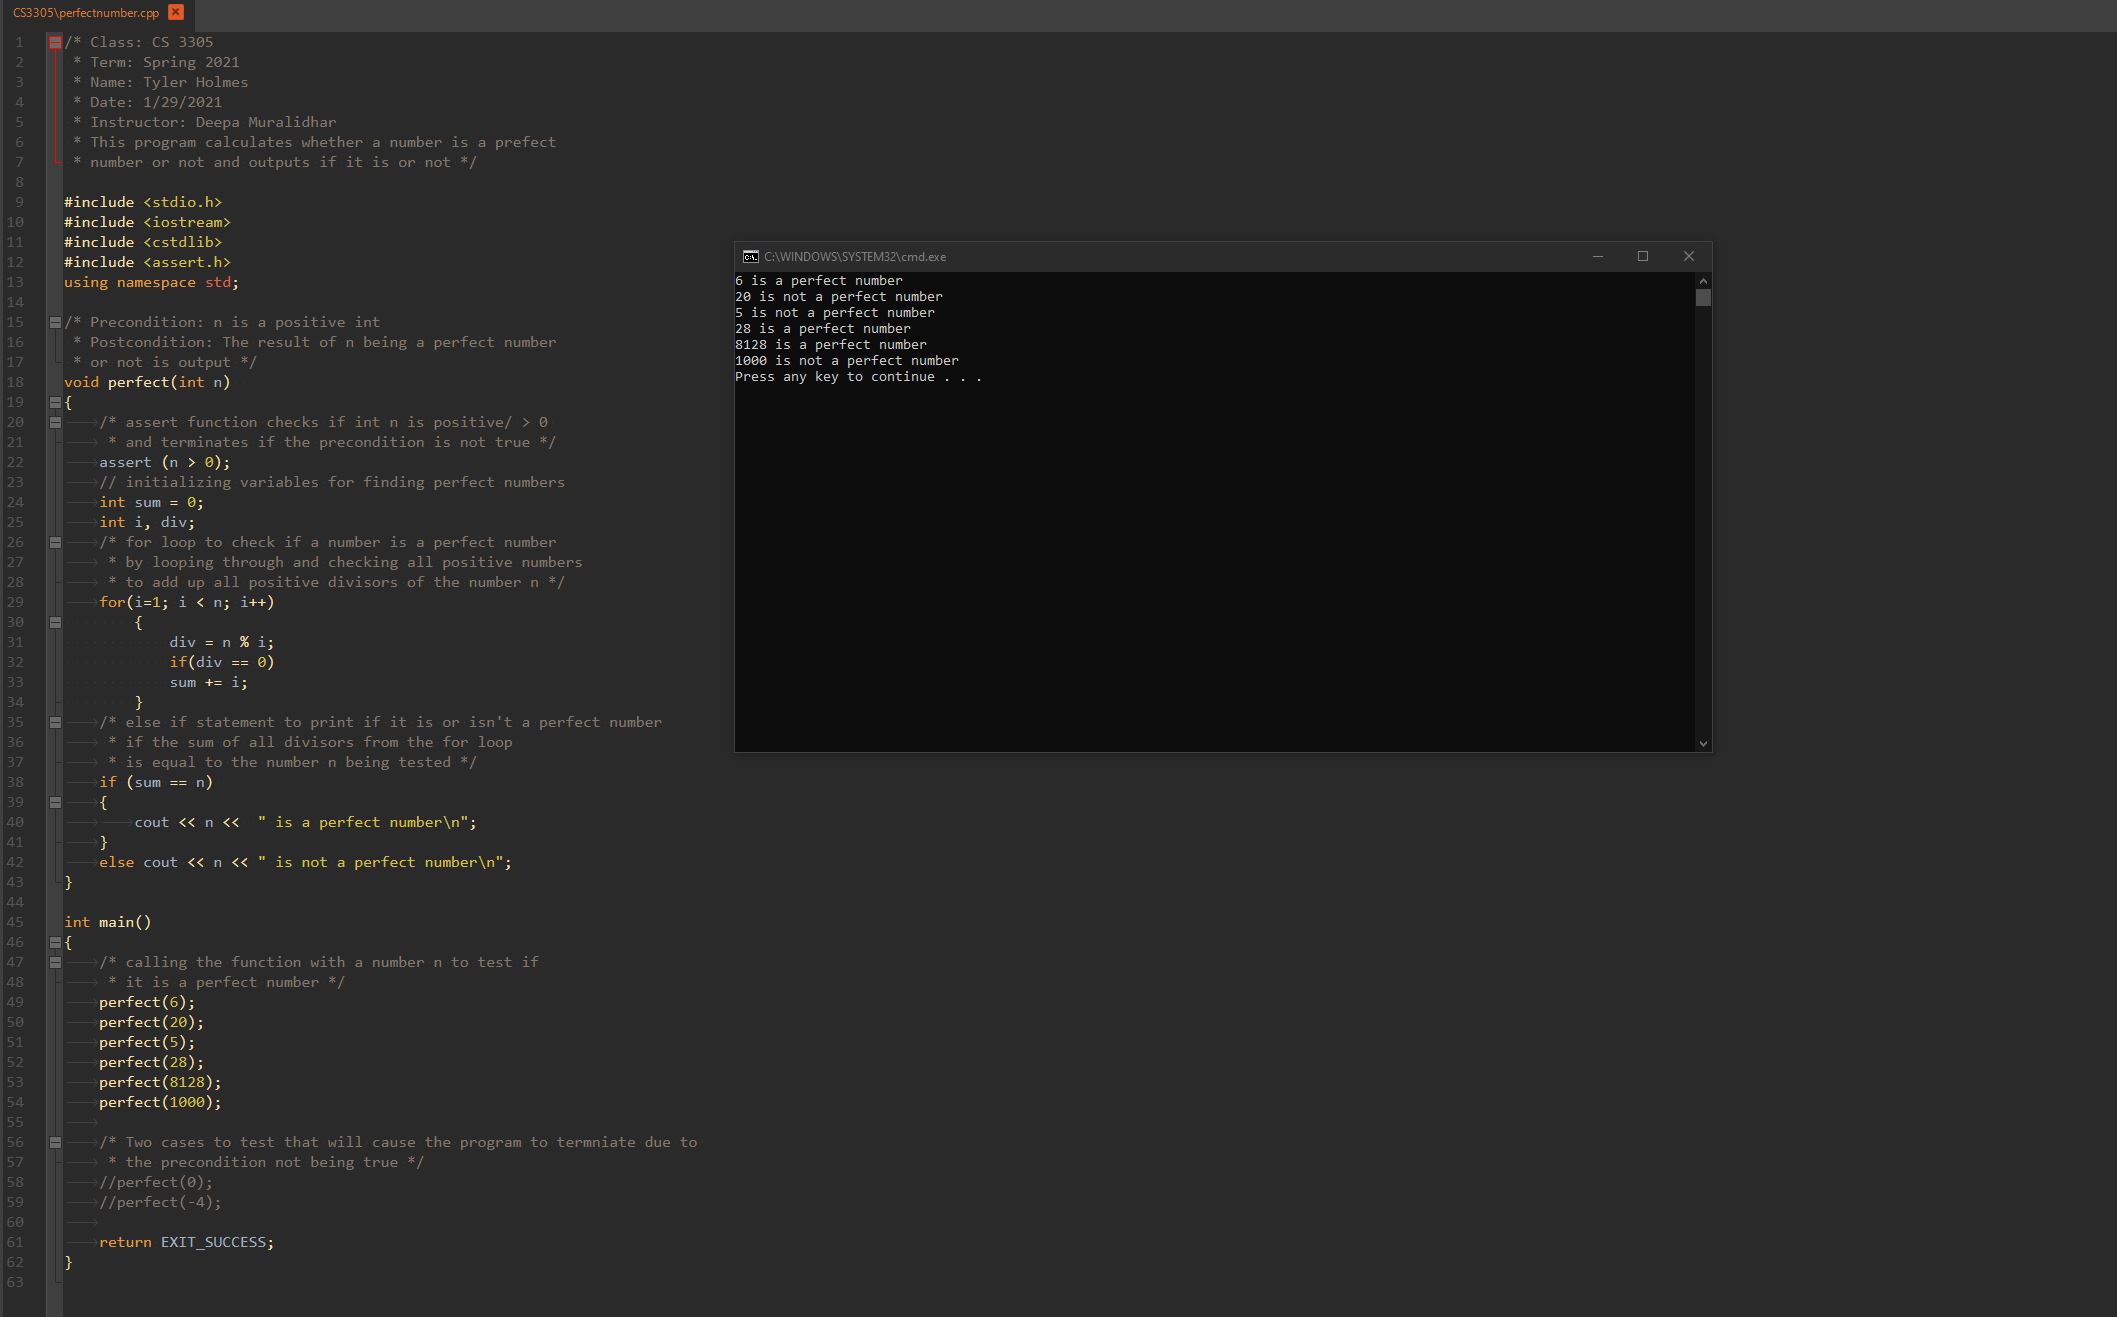 CS3305\perfectnumber.cpp
1 /* Class: CS 3305
2 * Term: Spring 2021
3 * Name: Tyler Holmes
4 * Date: 1/29/2021
5 * Instructor: Deepa Muralidhar
6 * This program calculates whether a number is a prefect
7 * number or not and outputs if it is or not */
8
9 #include <stdio.h>
10 #include <iostream>
11 #include <cstdlib>
12 #include <assert.h>
13 using namespace std;
14
15 /* Precondition: n is a positive int
16 * Postcondition: The result of n being a perfect number
17 * or not is output */
18 void perfect(int n)
19 {
20 /* assert function checks if int n is positive/ > 0
21 * and terminates if the precondition is not true */
22 assert (n > 0);
23 // initializing variables for finding perfect numbers
24 int sum = 0;
25 int i, div;
26 /* for loop to check if a number is a perfect number
27 * by looping through and checking all positive numbers
28 * to add up all positive divisors of the number n */
29 for(i=1; i < n; i++)
30 {
31 div = n % i;
32 if(div == 0)
33 sum += i;
34 }
35 /* else if statement to print if it is or isn't a perfect number
36 * if the sum of all divisors from the for loop
37 * is equal to the number n being tested */
38 if (sum == n)
39 {
40 cout << n <<  " is a perfect number\n";
41 }
42 else cout << n << " is not a perfect number\n";
43 }
44
45 int main()
46 {
47 /* calling the function with a number n to test if
48 * it is a perfect number */
49 perfect(6);
50 perfect(20);
51 perfect(5);
52 perfect(28);
53 perfect(8128);
54 perfect(1000);
55
56 /* Two cases to test that will cause the program to termniate due to
57 * the precondition not being true */
58 //perfect(0);
59 //perfect(-4);
60
61 return EXIT_SUCCESS;
62 }
63
C:\WINDOWS\SYSTEM32\cmd.exe
6 is a perfect number
20 is not a perfect number
5 is not a perfect number
28 is a perfect number
8128 is a perfect number
1000 is not a perfect number
Press any key to continue . . .